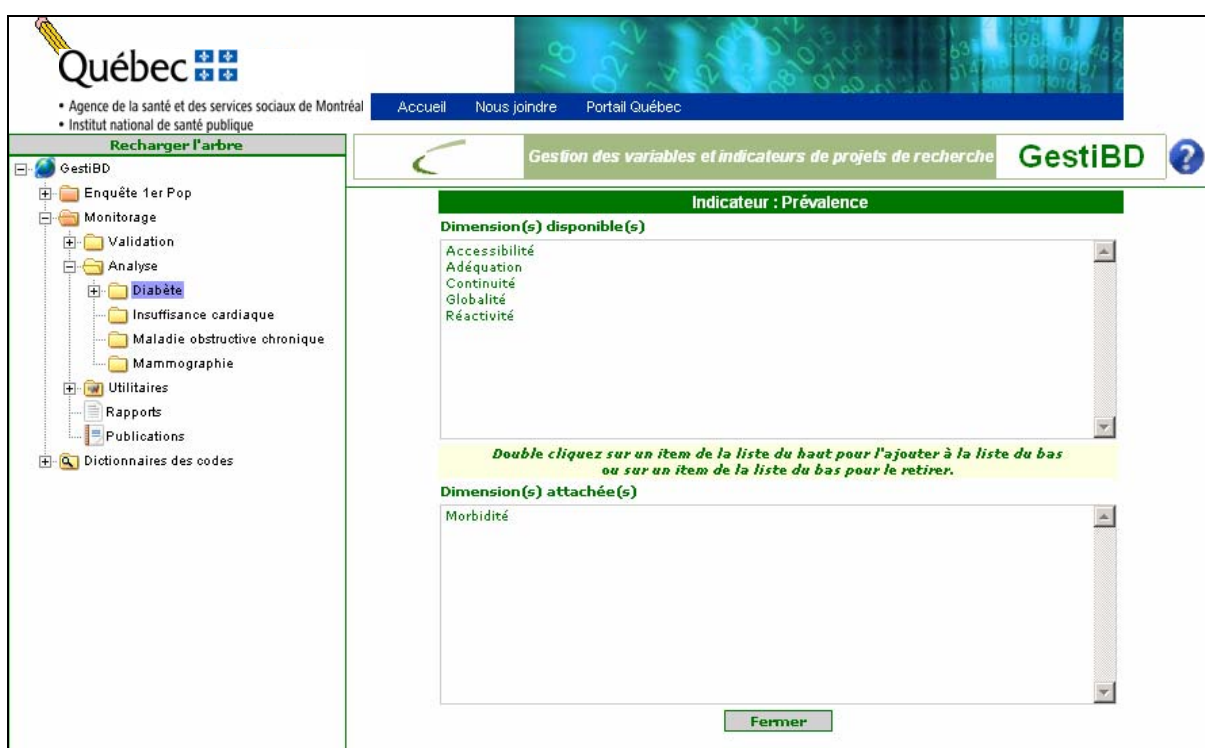 Québec
• Agence de la santé et des services sociaux de Montréal
• Institut national de santé publique
Accueil Nous joindre Portail Québec
Recharger l'arbre
GestiBD
Enquête 1er Pop
Monitorage
Validation
Analyse
Diabète
Insuffisance cardiaque
Maladie obstructive chronique
Mammographie
Utilitaires
Rapports
Publications
Dictionnaires des codes
Gestion des variables et indicateurs de projets de recherche
GestiBD
?
Indicateur : Prévalence
Dimension(s) disponible(s)
Accessibilité
Adéquation
Continuité
Globalité
Réactivité
Double cliquez sur un item de la liste du haut pour l'ajouter à la liste du bas
ou sur un item de la liste du bas pour le retirer.
Dimension(s) attachée(s)
Morbidité
Fermer